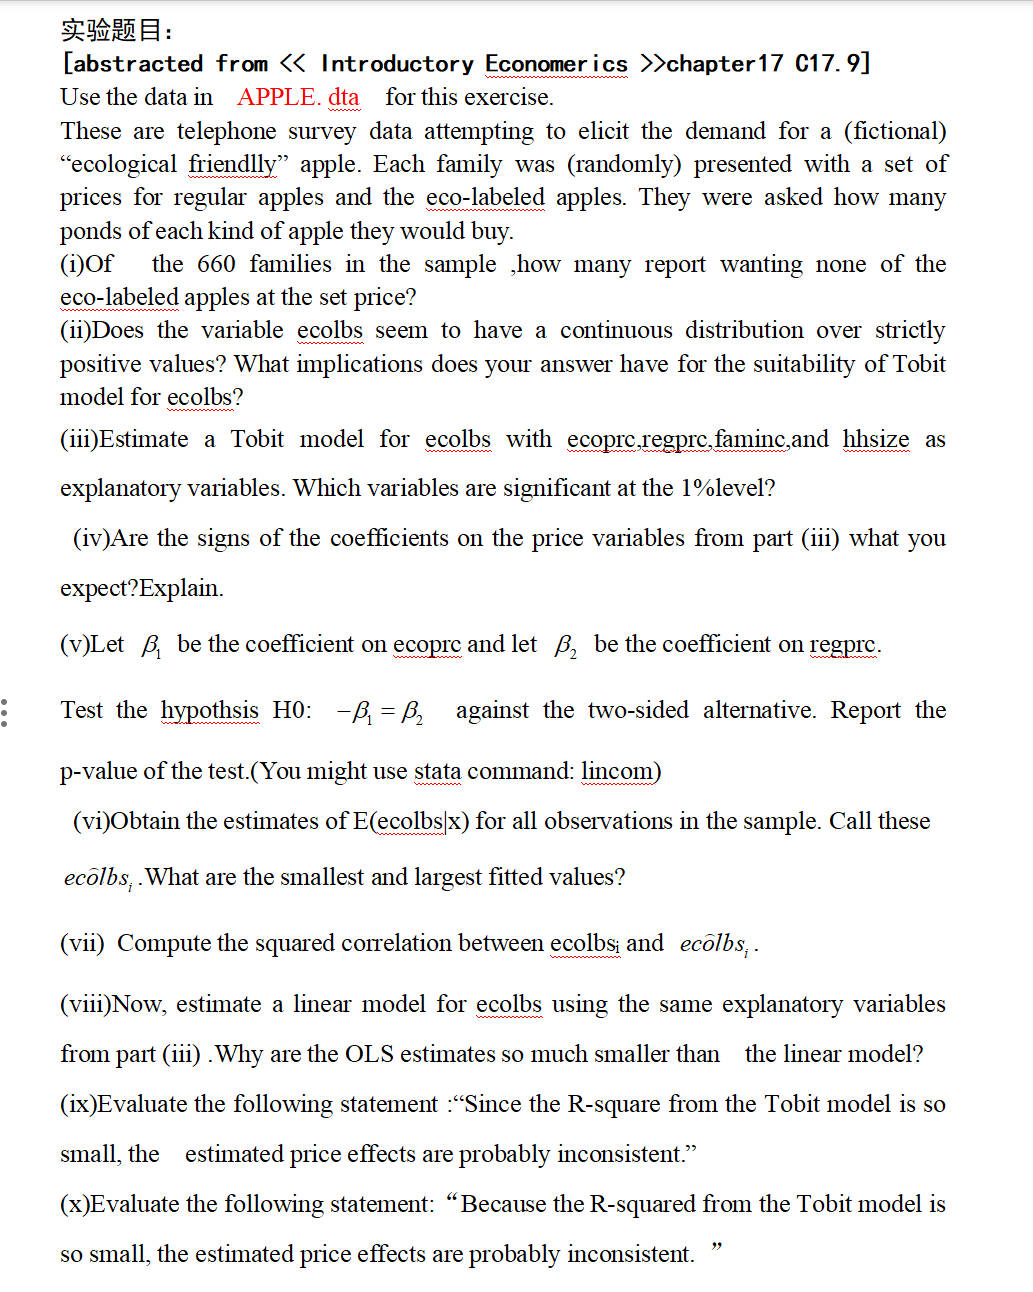 实验题目：
[abstracted from << Introductory Economerics >>chapter17 C17.9]
Use the data in APPLE. dta for this exercise.
These are telephone survey data attempting to elicit the demand for a (fictional)
“ecological friendlly” apple. Each family was (randomly) presented with a set of
prices for regular apples and the eco-labeled apples. They were asked how many
ponds of each kind of apple they would buy.
(i)Of the 660 families in the sample ,how many report wanting none of the
eco-labeled apples at the set price?
(ii)Does the variable ecolbs seem to have a continuous distribution over strictly
positive values? What implications does your answer have for the suitability of Tobit
model for ecolbs?
(iii)Estimate a Tobit model for ecolbs with ecoprc,regprc,faminc,and hhsize as
explanatory variables. Which variables are significant at the 1%level?
(iv)Are the signs of the coefficients on the price variables from part (iii) what you
expect?Explain.
(v)Let β₁ be the coefficient on ecoprc and let β₂ be the coefficient on regprc.
Test the hypothsis H0: −β₁ = β₂ against the two-sided alternative. Report the
p-value of the test.(You might use stata command: lincom)
(vi)Obtain the estimates of E(ecolbs|x) for all observations in the sample. Call these
ecôlbsᵢ .What are the smallest and largest fitted values?
(vii) Compute the squared correlation between ecolbsᵢ and ecôlbsᵢ .
(viii)Now, estimate a linear model for ecolbs using the same explanatory variables
from part (iii) .Why are the OLS estimates so much smaller than the linear model?
(ix)Evaluate the following statement :“Since the R-square from the Tobit model is so
small, the estimated price effects are probably inconsistent.”
(x)Evaluate the following statement: “Because the R-squared from the Tobit model is
so small, the estimated price effects are probably inconsistent. ”